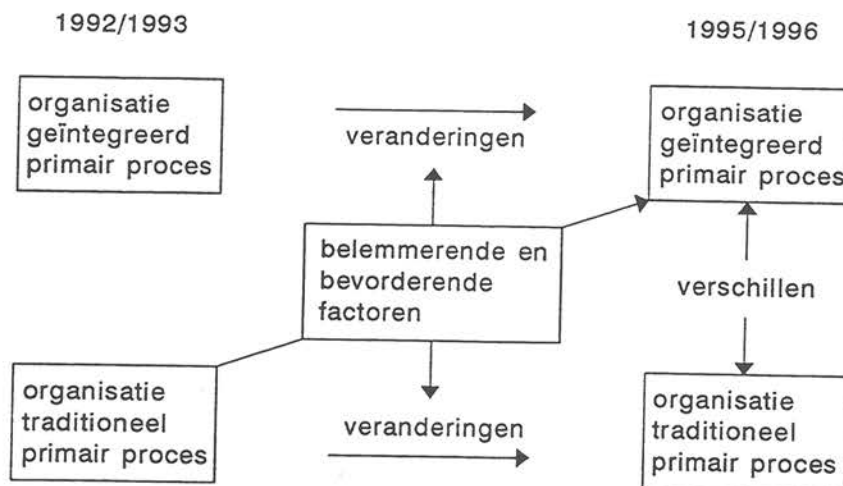 1992/1993
1995/1996
organisatie
geïntegreerd
primair proces
veranderingen
organisatie
geïntegreerd
primair proces
belemmerende en
bevorderende
factoren
verschillen
organisatie
traditioneel
primair proces
veranderingen
organisatie
traditioneel
primair proces